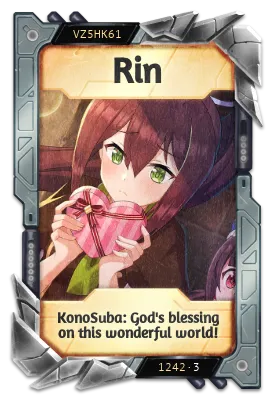 VZ5HK61
Rin
KonoSuba: God's blessing
on this wonderful world!
1242·3